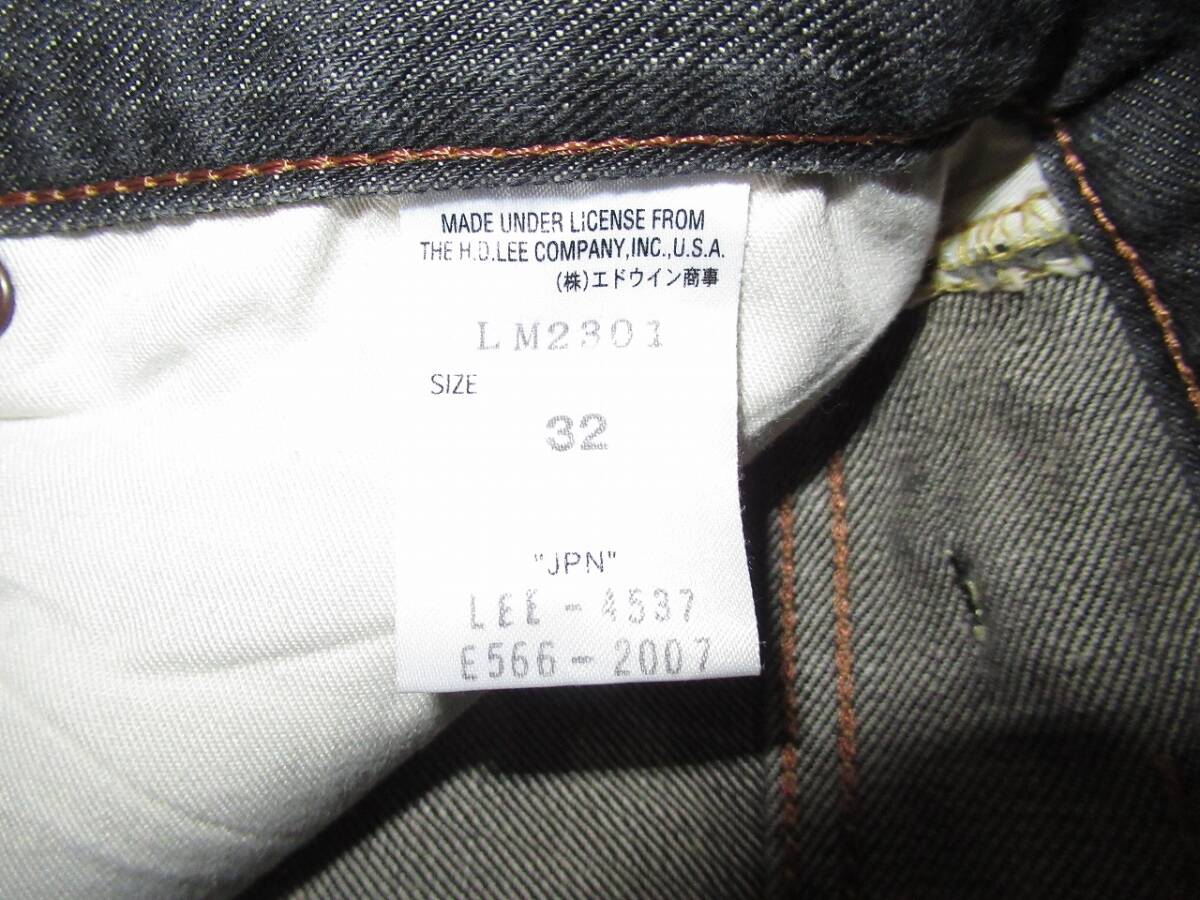 MADE UNDER LICENSE FROM
THE H.D.LEE COMPANY,INC.,U.S.A.
(株)エドウイン商事
LM2301
SIZE
32
"JPN"
LEE-4537
E566-2007